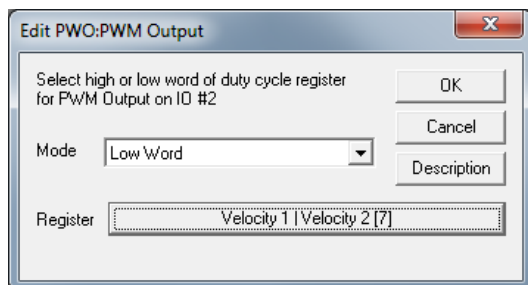 Edit PWO:PWM Output
X
Select high or low word of duty cycle register
for PWM Output on IO #2
OK
Cancel
Mode
Low Word
Description
Register
Velocity 1 | Velocity 2 [7]